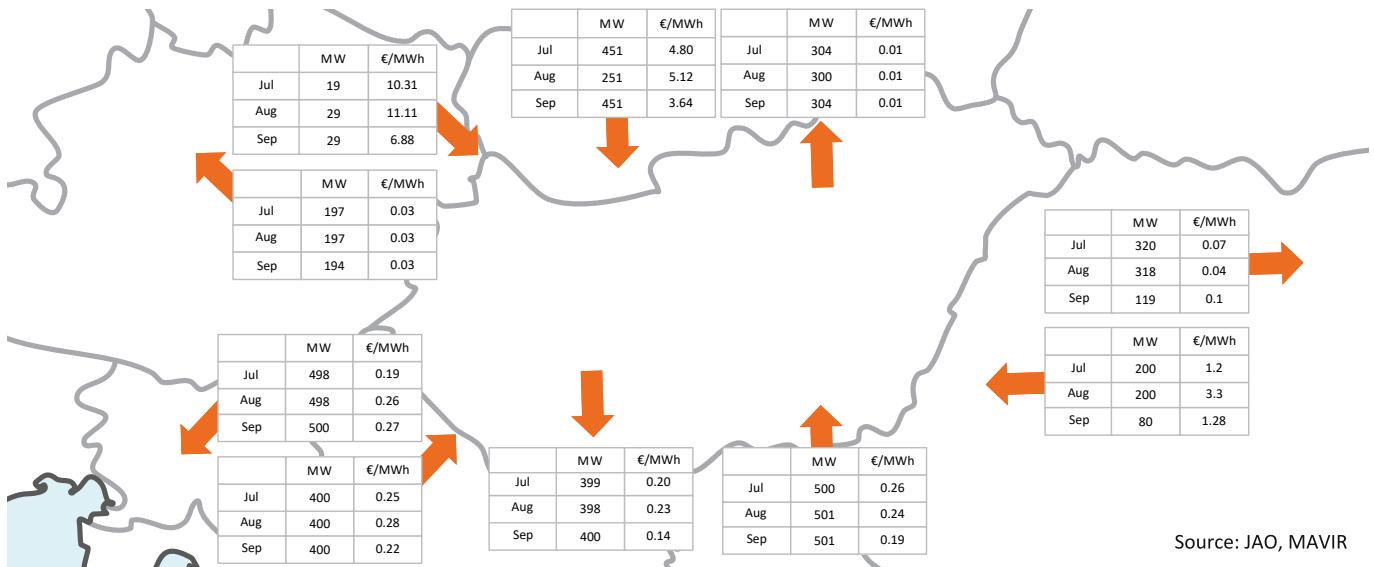 MW €/MWh
Jul 451 4.80
Aug 251 5.12
Sep 451 3.64
MW €/MWh
Jul 304 0.01
Aug 300 0.01
Sep 304 0.01
MW €/MWh
Jul 19 10.31
Aug 29 11.11
Sep 29 6.88
MW €/MWh
Jul 197 0.03
Aug 197 0.03
Sep 194 0.03
MW €/MWh
Jul 320 0.07
Aug 318 0.04
Sep 119 0.1
MW €/MWh
Jul 200 1.2
Aug 200 3.3
Sep 80 1.28
MW €/MWh
Jul 498 0.19
Aug 498 0.26
Sep 500 0.27
MW €/MWh
Jul 400 0.25
Aug 400 0.28
Sep 400 0.22
MW €/MWh
Jul 399 0.20
Aug 398 0.23
Sep 400 0.14
MW €/MWh
Jul 500 0.26
Aug 501 0.24
Sep 501 0.19
Source: JAO, MAVIR